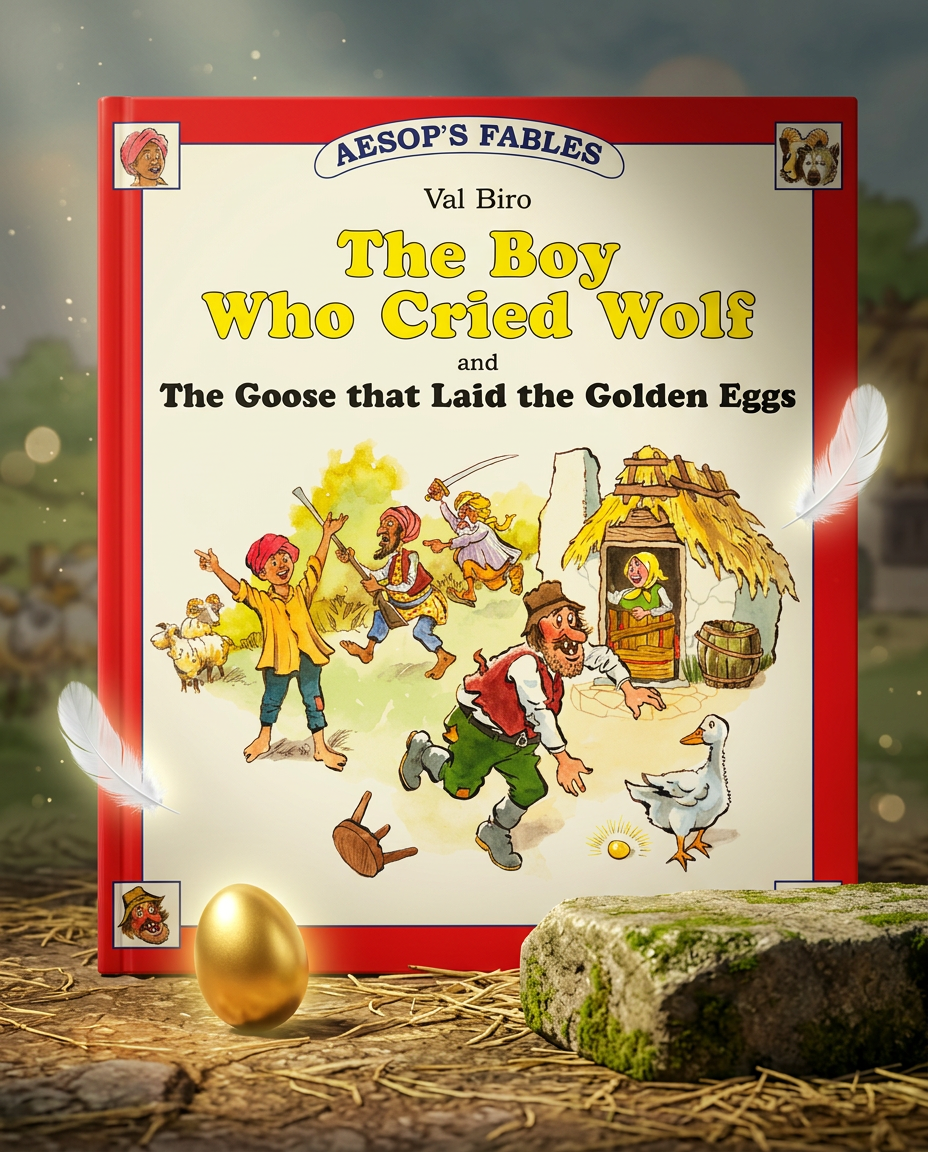 AESOP'S FABLES
Val Biro
The Boy
Who Cried Wolf
and
The Goose that Laid the Golden Eggs